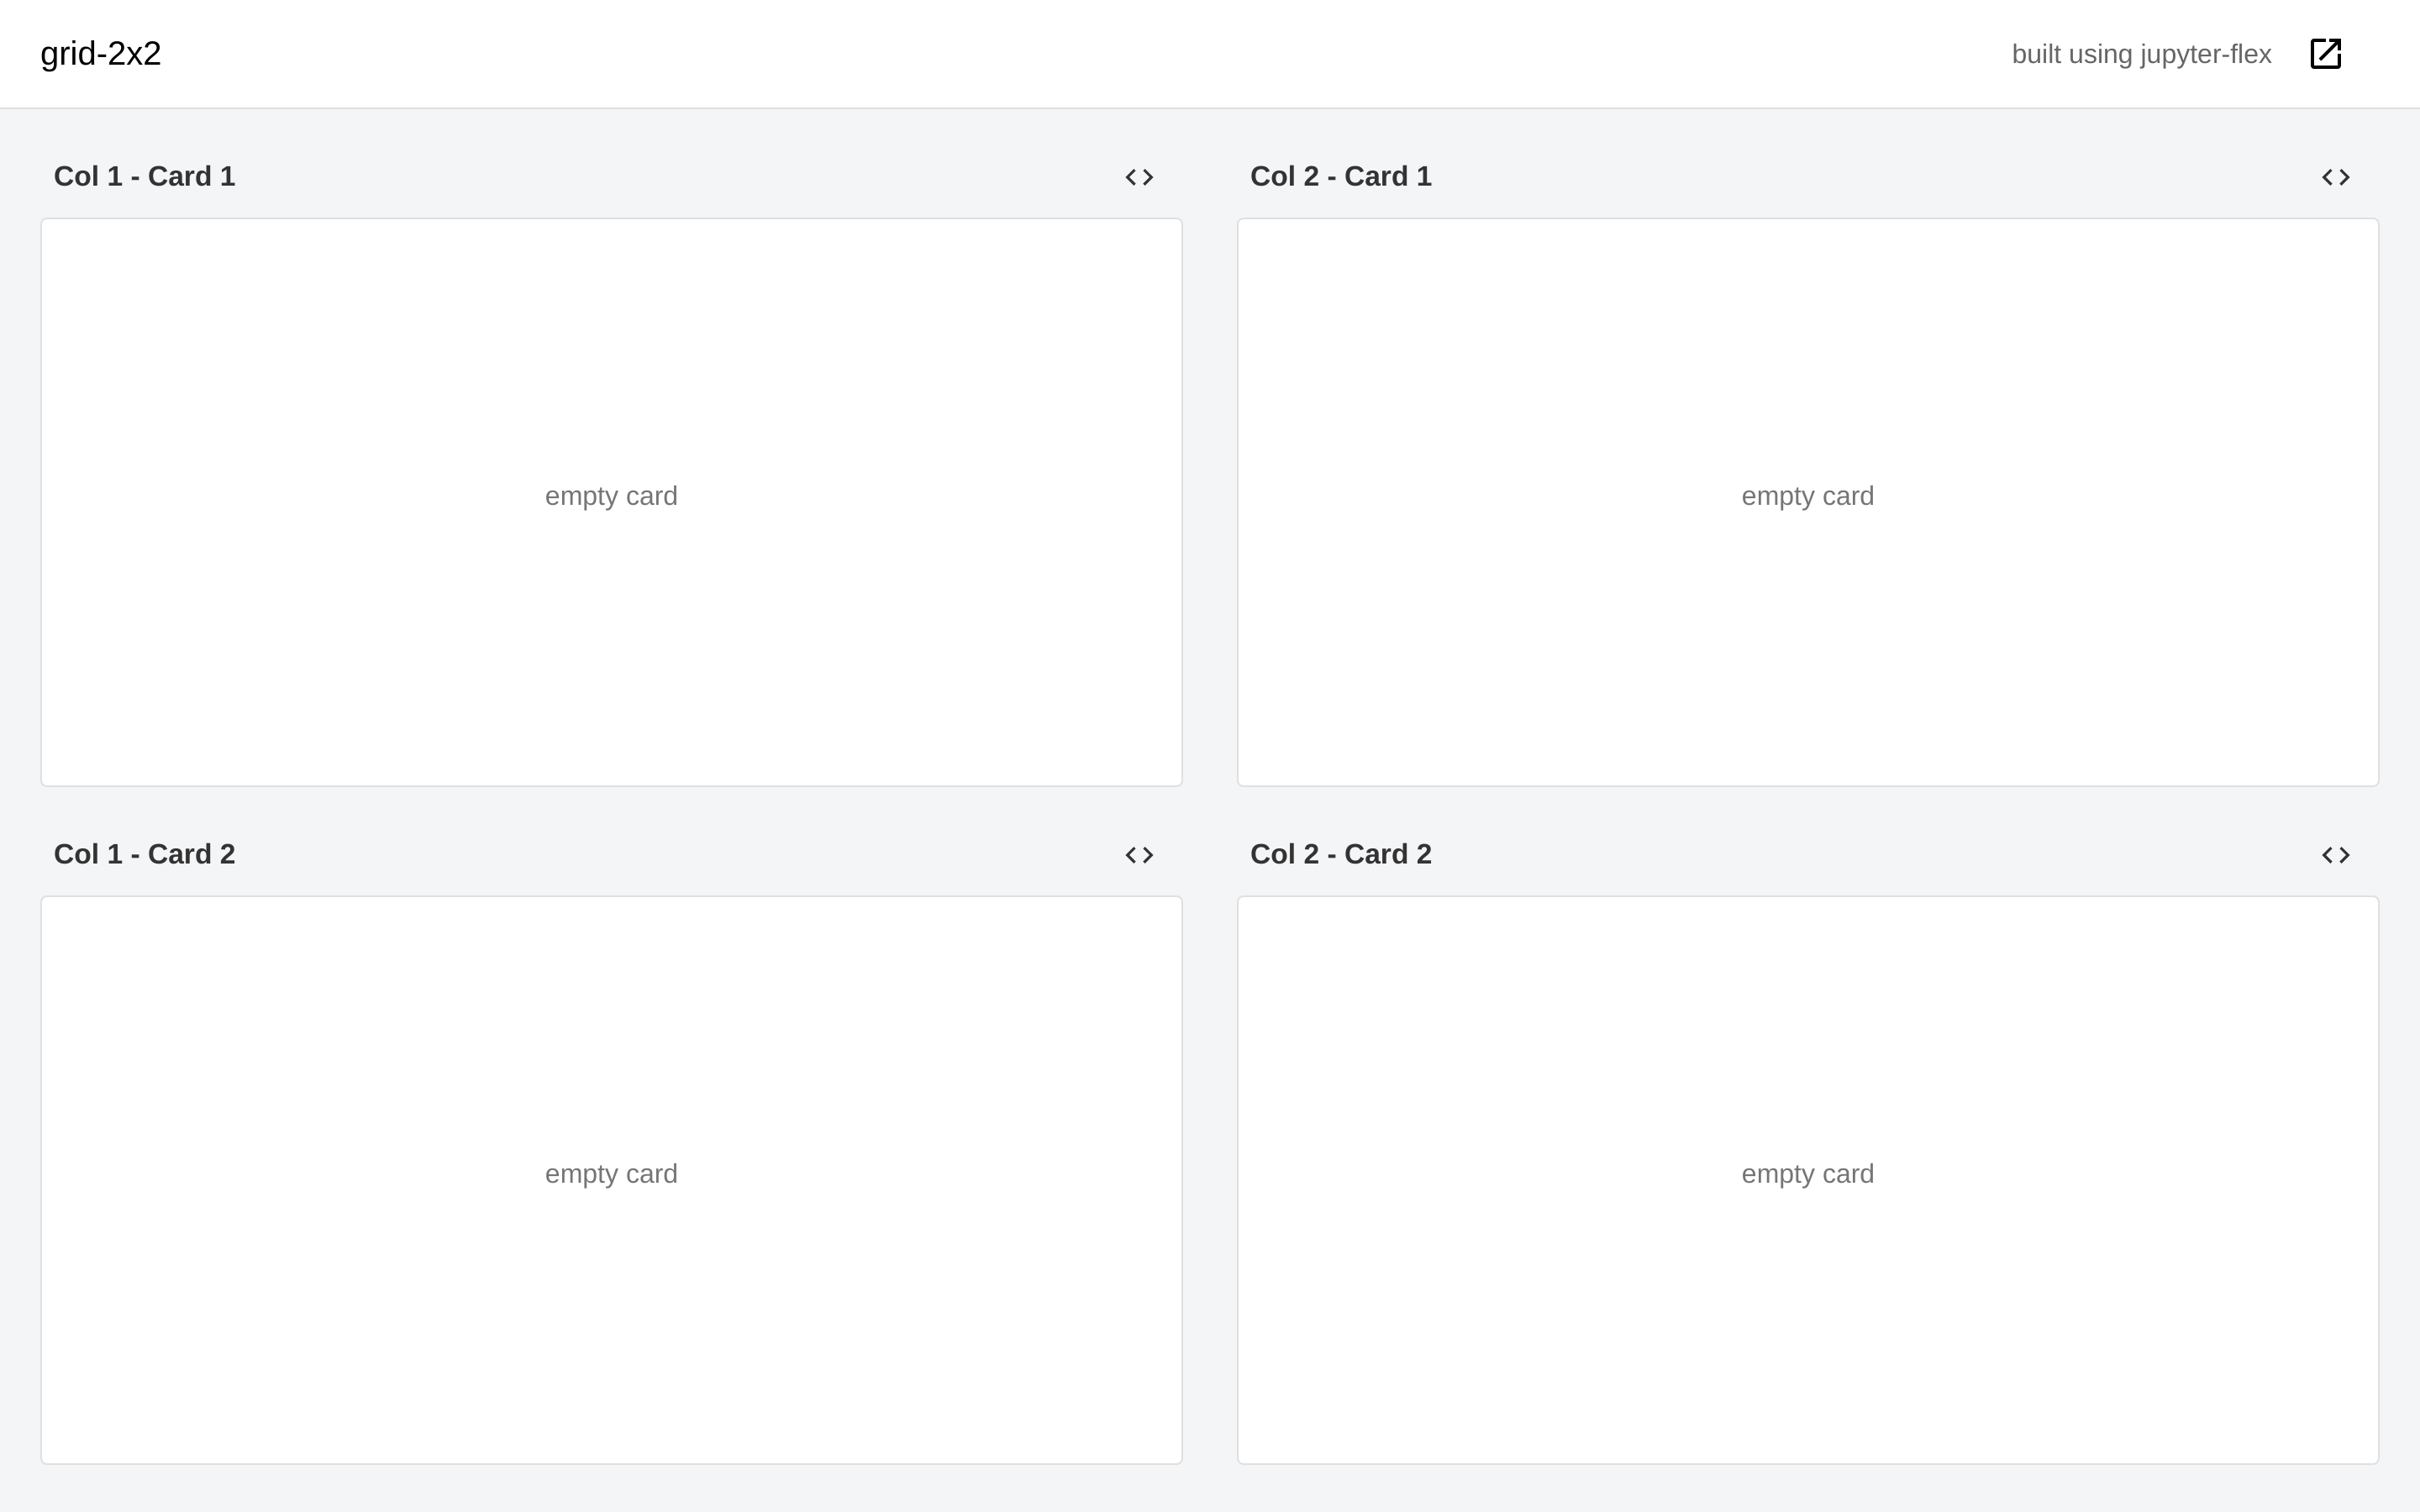 grid-2x2
built using jupyter-flex
Col 1 - Card 1
Col 2 - Card 1
empty card
empty card
Col 1 - Card 2
Col 2 - Card 2
empty card
empty card